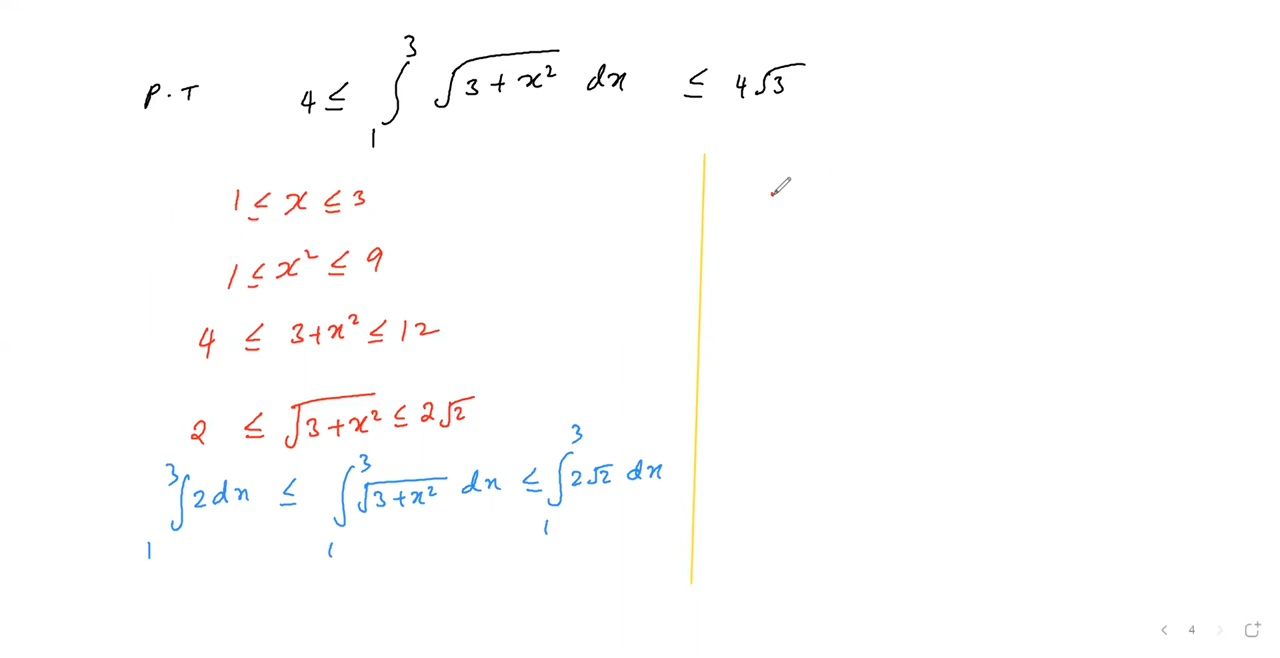 P.T 4 ≤ ∫₁³ √(3 + x²) dx ≤ 4√3
1 ≤ x ≤ 3
1 ≤ x² ≤ 9
4 ≤ 3+x² ≤ 12
2 ≤ √(3+x²) ≤ 2√2
∫₁³ 2 dx ≤ ∫₁³ √(3+x²) dx ≤ ∫₁³ 2√2 dx
4